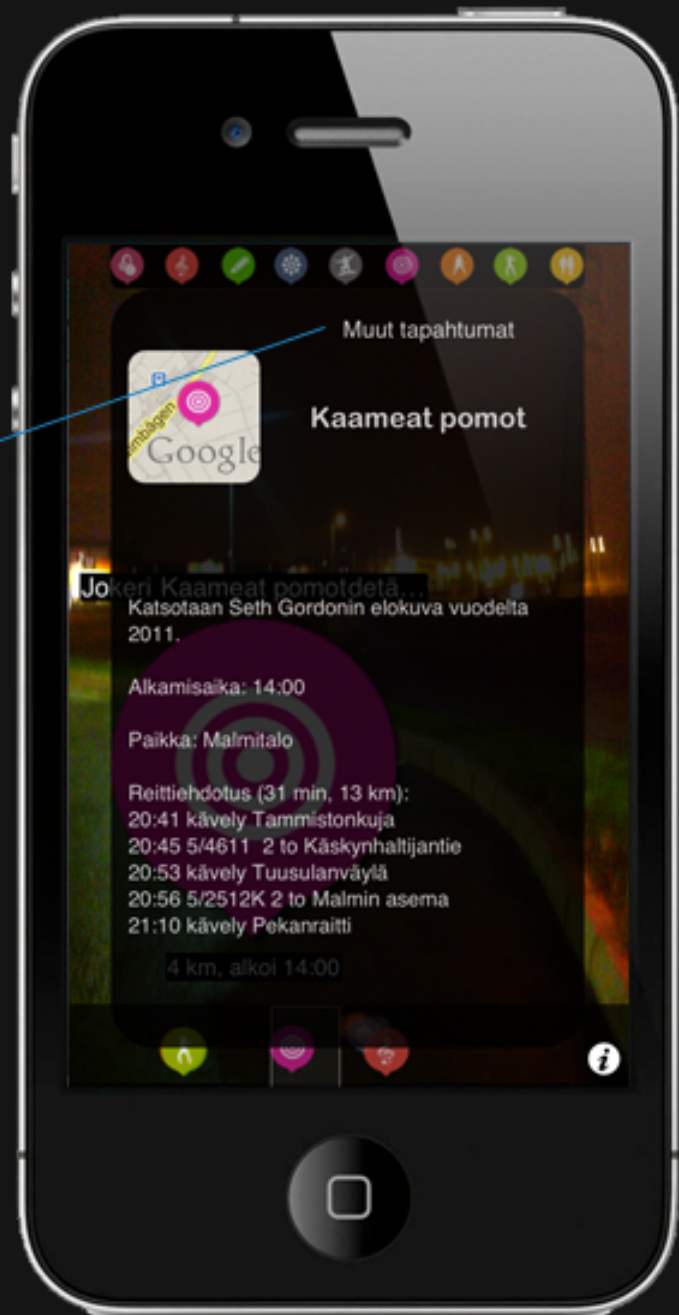 Muut tapahtumat
Kaameat pomot
Google
Jokeri Kaameat pomotdetä...
Katsotaan Seth Gordonin elokuva vuodelta
2011.
Alkamisaika: 14:00
Paikka: Malmitalo
Reittiehdotus (31 min, 13 km):
20:41 kävely Tammistonkuja
20:45 5/4611  2 to Käskynhaltijantie
20:53 kävely Tuusulanväylä
20:56 5/2512K 2 to Malmin asema
21:10 kävely Pekanraitti
4 km, alkoi 14:00
i